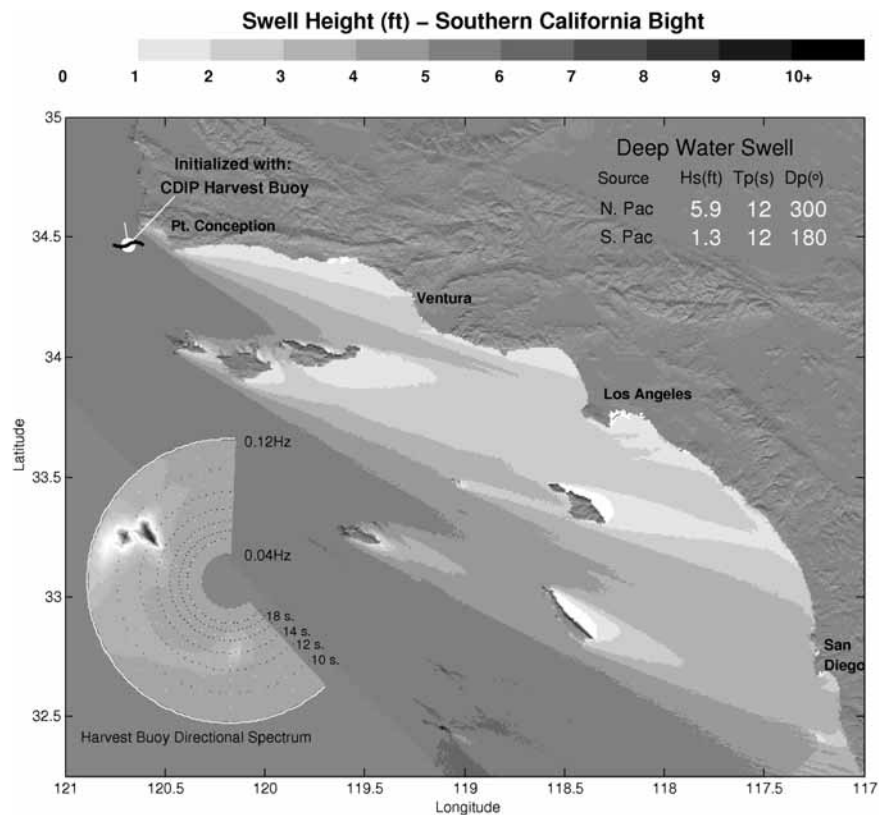 Swell Height (ft) – Southern California Bight
0 1 2 3 4 5 6 7 8 9 10+
35
34.5
34
33.5
33
32.5
Latitude
Initialized with:
CDIP Harvest Buoy
Pt. Conception
Ventura
Los Angeles
San
Diego
Deep Water Swell
Source Hs(ft) Tp(s) Dp(º)
N. Pac 5.9 12 300
S. Pac 1.3 12 180
0.12Hz
0.04Hz
18 s.
14 s.
12 s.
10 s.
Harvest Buoy Directional Spectrum
121 120.5 120 119.5 119 118.5 118 117.5 117
Longitude